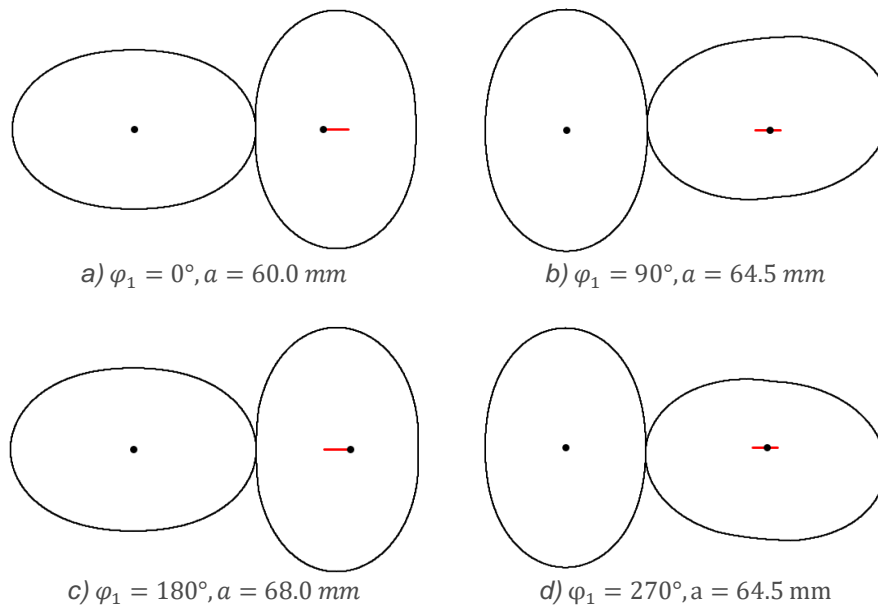 a) φ₁ = 0°, a = 60.0 mm
b) φ₁ = 90°, a = 64.5 mm
c) φ₁ = 180°, a = 68.0 mm
d) φ₁ = 270°, a = 64.5 mm